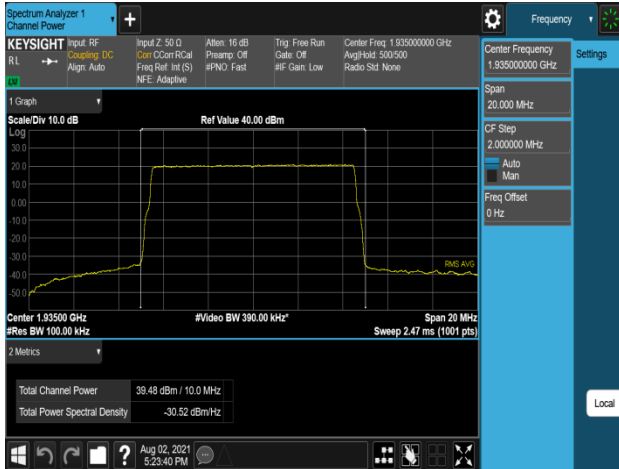 Spectrum Analyzer 1
Channel Power
+
Frequency
KEYSIGHT
RL
LU
Input: RF
Coupling: DC
Align: Auto
Input Z: 50 Ω
Corr CCorr RCal
Freq Ref: Int (S)
NFE: Adaptive
Atten: 16 dB
Preamp: Off
#PNO: Fast
Trig: Free Run
Gate: Off
#IF Gain: Low
Center Freq: 1.935000000 GHz
Avg|Hold: 500/500
Radio Std: None
Center Frequency
1.935000000 GHz
Settings
Span
20.000 MHz
CF Step
2.000000 MHz
Auto
Man
Freq Offset
0 Hz
1 Graph
Scale/Div 10.0 dB
Ref Value 40.00 dBm
Log
30.0
20.0
10.0
0.00
-10.0
-20.0
-30.0
-40.0
-50.0
RMS AVG
Center 1.93500 GHz
#Video BW 390.00 kHz*
Span 20 MHz
#Res BW 100.00 kHz
Sweep 2.47 ms (1001 pts)
2 Metrics
Total Channel Power 39.48 dBm / 10.0 MHz
Total Power Spectral Density -30.52 dBm/Hz
Local
?
Aug 02, 2021
5:23:40 PM